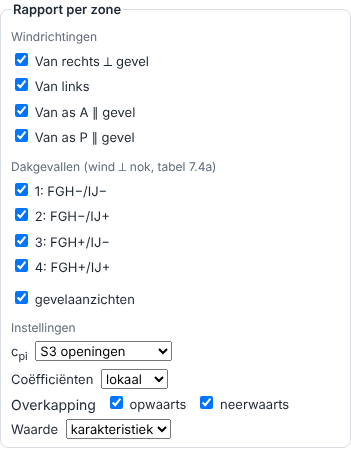 Rapport per zone
Windrichtingen
Van rechts ⊥ gevel
Van links
Van as A ∥ gevel
Van as P ∥ gevel
Dakgevallen (wind ⊥ nok, tabel 7.4a)
1: FGH−/IJ−
2: FGH−/IJ+
3: FGH+/IJ−
4: FGH+/IJ+
gevelaanzichten
Instellingen
cpi S3 openingen
Coëfficiënten lokaal
Overkapping opwaarts neerwaarts
Waarde karakteristiek